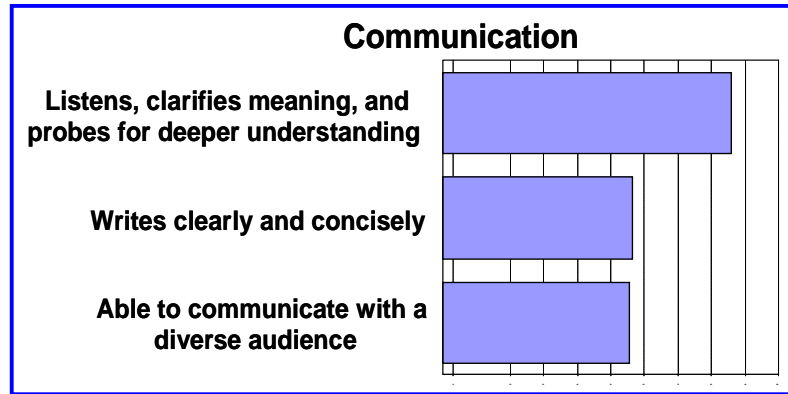 Communication
Listens, clarifies meaning, and
probes for deeper understanding
Writes clearly and concisely
Able to communicate with a
diverse audience